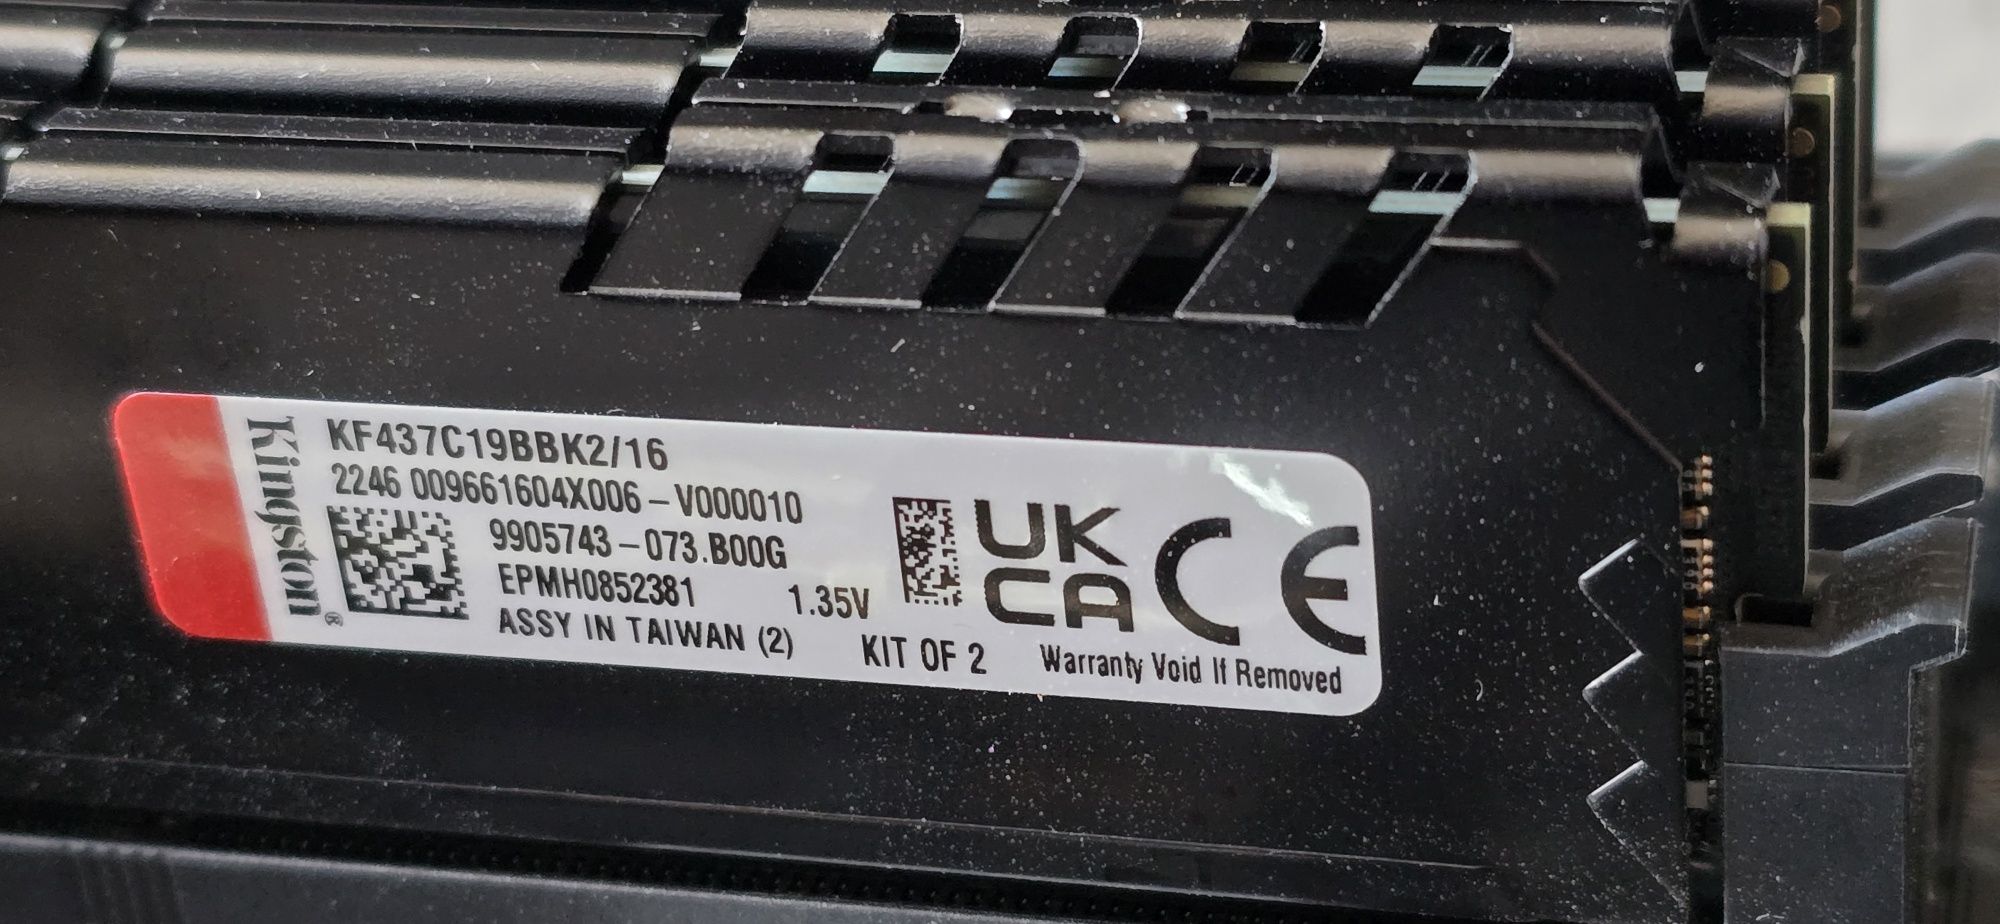 Kingston®
KF437C19BBK2/16
2246 009661604X006-V000010
9905743-073.B00G
EPMH0852381
1.35V
ASSY IN TAIWAN (2)
KIT OF 2
UK
CA
CE
Warranty Void If Removed